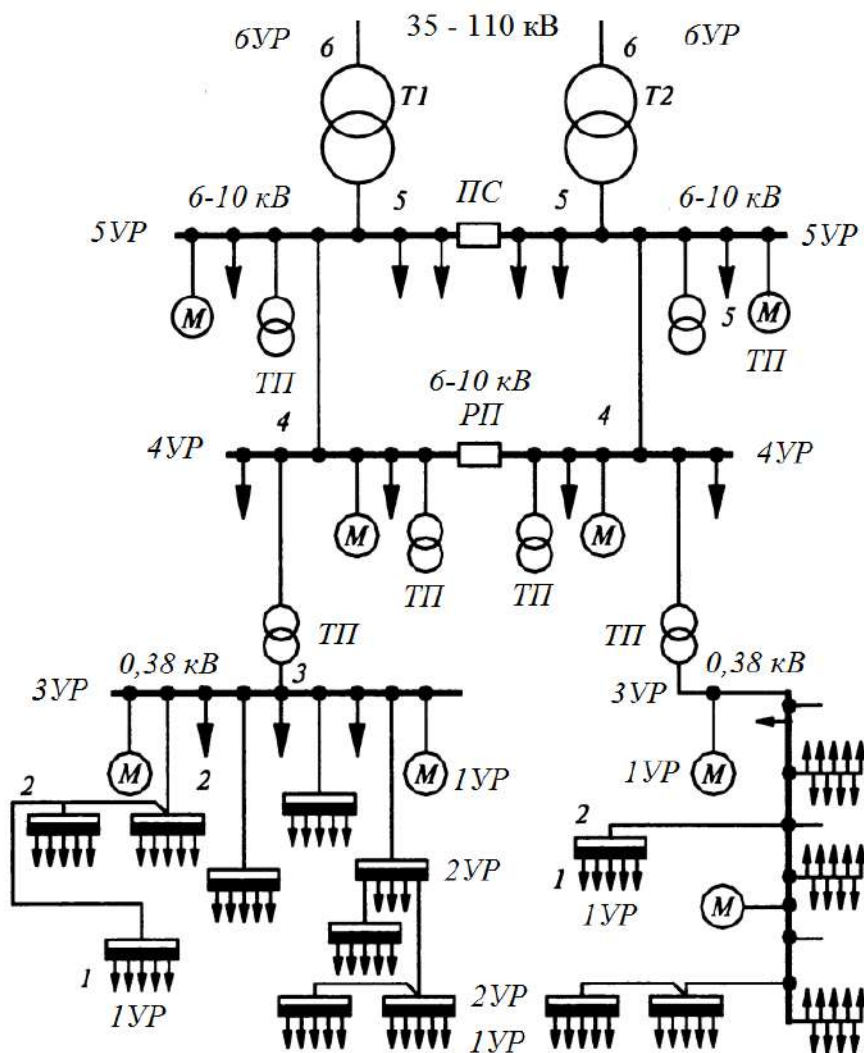 6УР 6 35 - 110 кВ 6 6УР
Т1 Т2
6-10 кВ 5 ПС 5 6-10 кВ
5УР 5УР
М ТП 5 М
ТП
6-10 кВ
4 РП 4
4УР 4УР
М М
ТП ТП
ТП ТП
0,38 кВ 3 0,38 кВ
3УР 3УР
М 2 М 1УР 1УР М
2 2
2УР 1
1УР
М
1
1УР 2УР
1УР